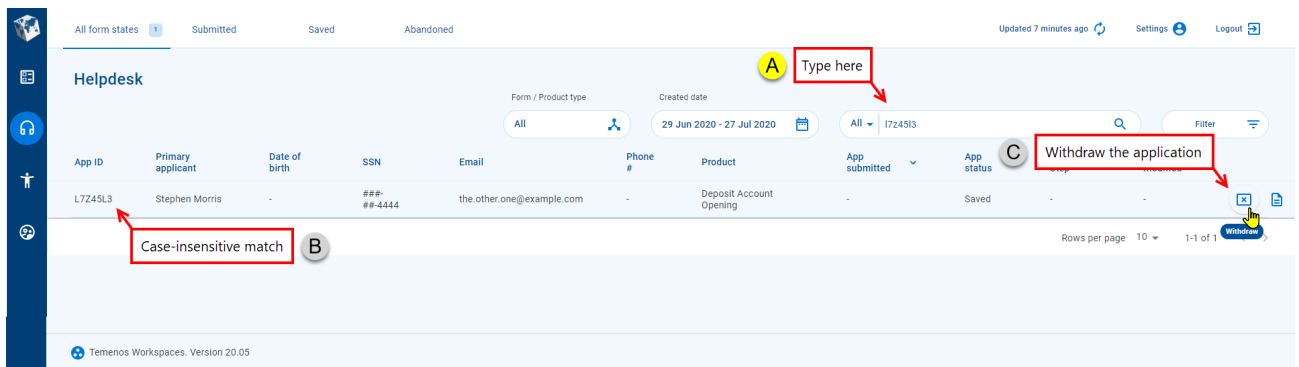 All form states 1 Submitted Saved Abandoned Updated 7 minutes ago Settings Logout
A Type here
Helpdesk
Form / Product type Created date
All 29 Jun 2020 - 27 Jul 2020 All l7z45l3 Filter
C Withdraw the application
App ID Primary applicant Date of birth SSN Email Phone # Product App submitted App status
L7Z45L3 Stephen Morris - ###-##-4444 the.other.one@example.com - Deposit Account Opening - Saved - -
Withdraw
Case-insensitive match B
Rows per page 10 1-1 of 1
Temenos Workspaces. Version 20.05